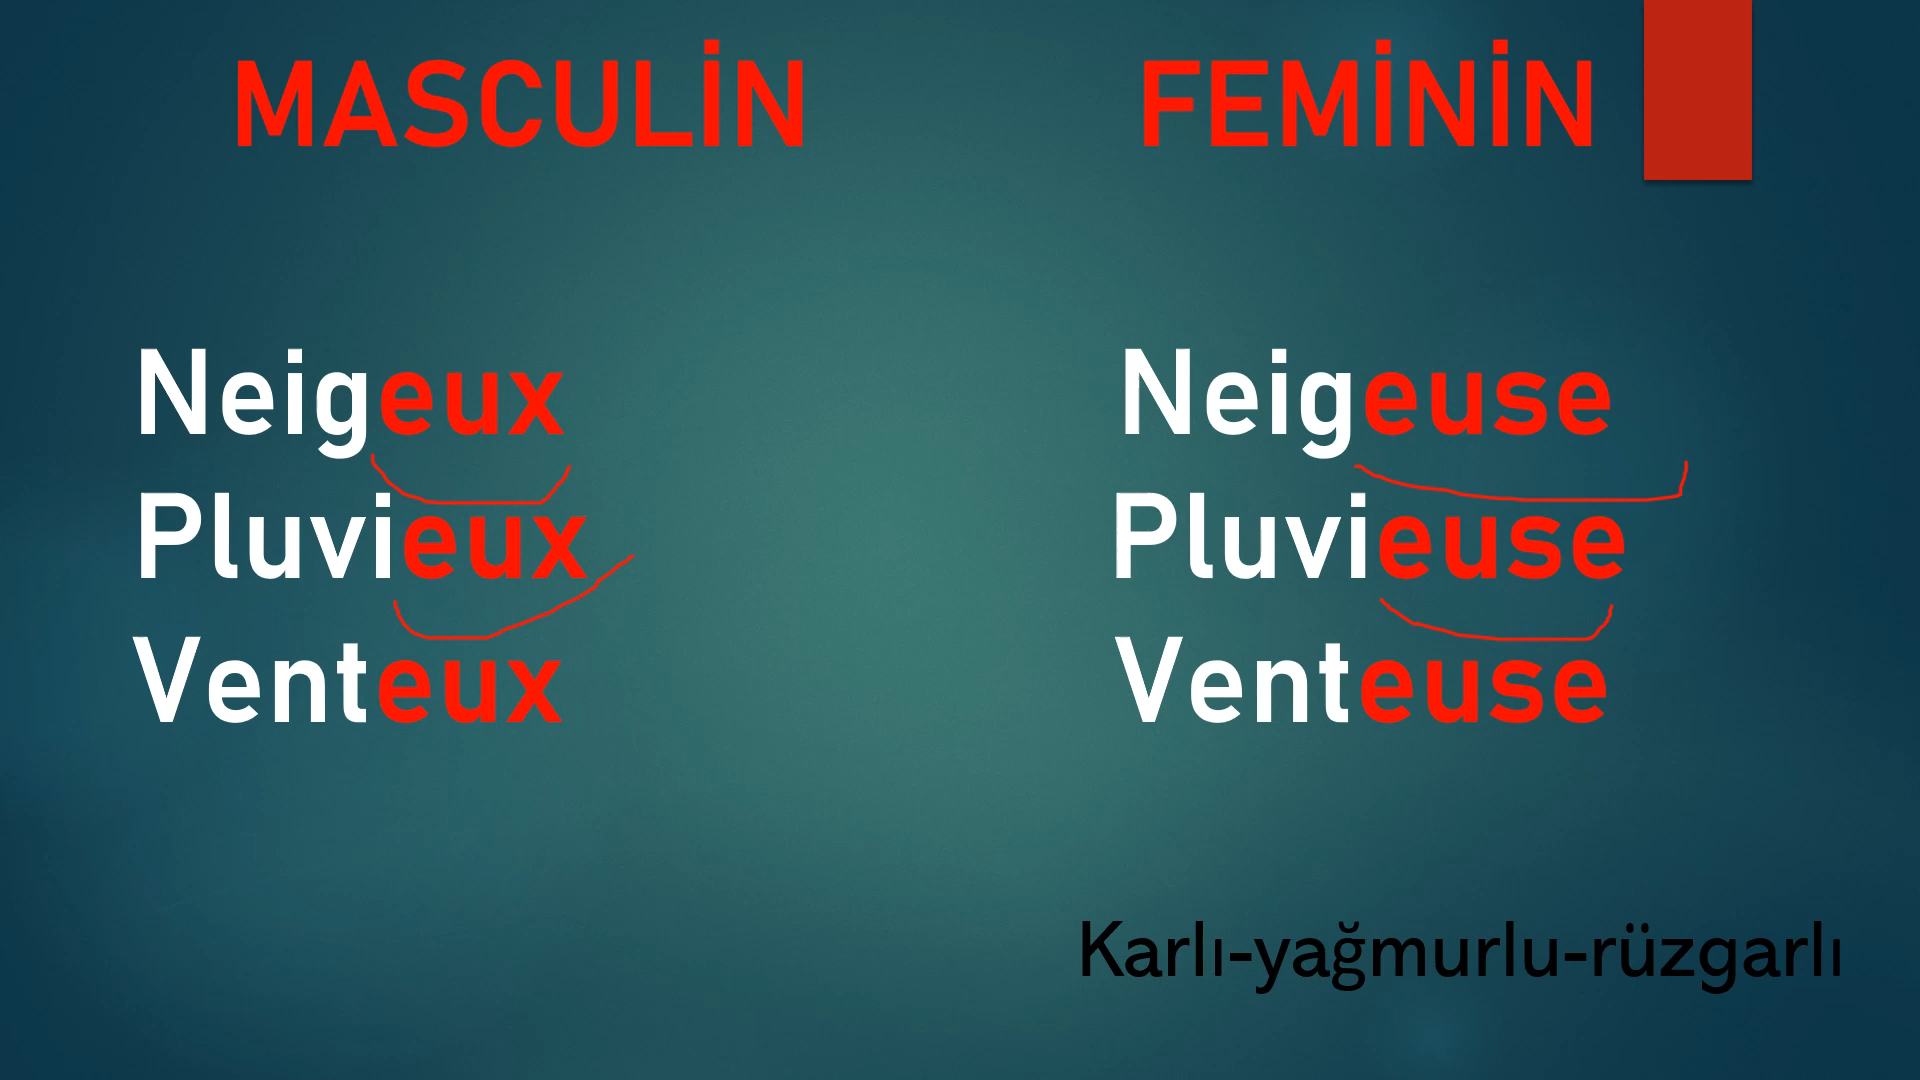 MASCULİN FEMİNİN
Neigeux Neigeuse
Pluvieux Pluvieuse
Venteux Venteuse
Karlı-yağmurlu-rüzgarlı